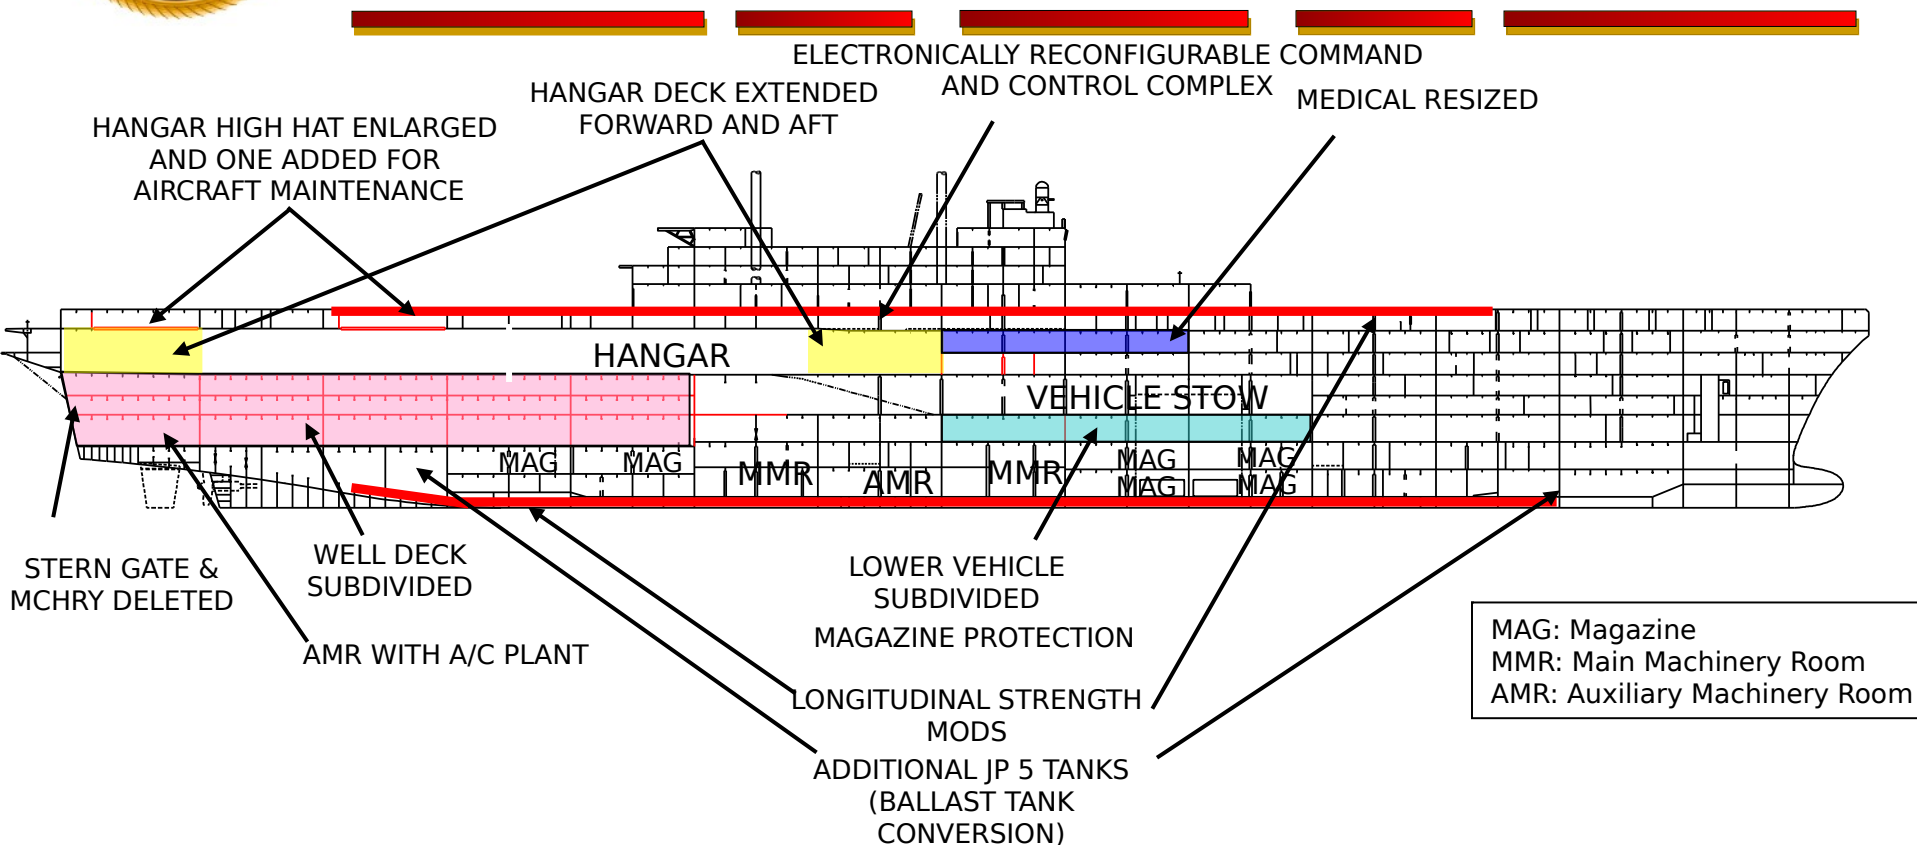 ELECTRONICALLY RECONFIGURABLE COMMAND
AND CONTROL COMPLEX
HANGAR DECK EXTENDED
FORWARD AND AFT
MEDICAL RESIZED
HANGAR HIGH HAT ENLARGED
AND ONE ADDED FOR
AIRCRAFT MAINTENANCE
HANGAR
VEHICLE STOW
MAG
MAG
MMR
AMR
MMR
MAG
MAG
MAG
MAG
STERN GATE &
MCHRY DELETED
WELL DECK
SUBDIVIDED
AMR WITH A/C PLANT
LOWER VEHICLE
SUBDIVIDED
MAGAZINE PROTECTION
LONGITUDINAL STRENGTH
MODS
ADDITIONAL JP 5 TANKS
(BALLAST TANK
CONVERSION)
MAG: Magazine
MMR: Main Machinery Room
AMR: Auxiliary Machinery Room